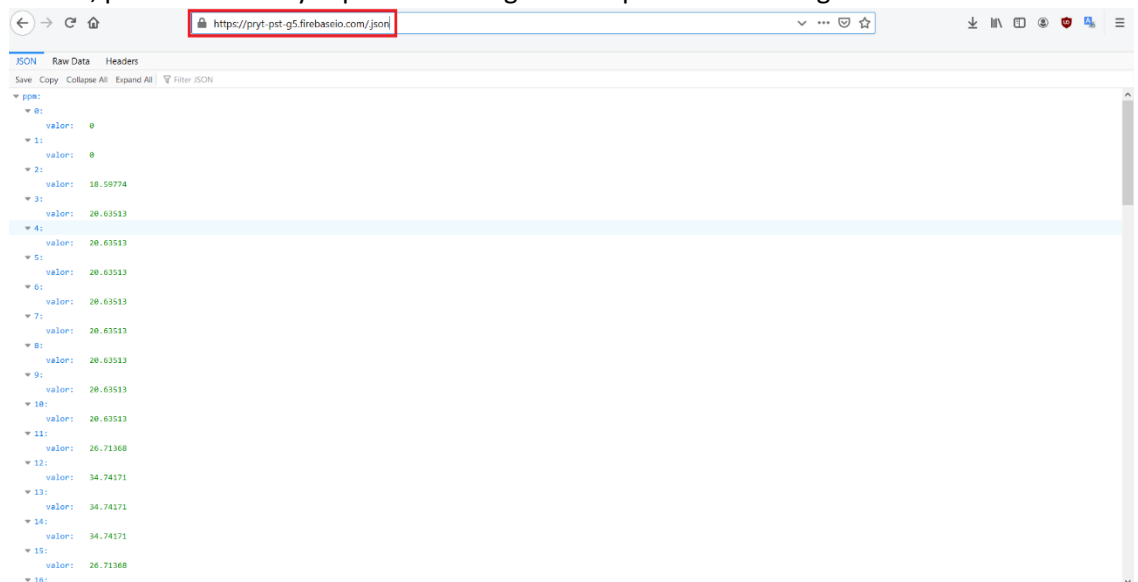 https://pryt-pst-g5.firebaseio.com/.json
JSON Raw Data Headers
Save Copy Collapse All Expand All Filter JSON
ppm:
0:
valor: 0
1:
valor: 0
2:
valor: 18.59774
3:
valor: 20.63513
4:
valor: 20.63513
5:
valor: 20.63513
6:
valor: 20.63513
7:
valor: 20.63513
8:
valor: 20.63513
9:
valor: 20.63513
10:
valor: 20.63513
11:
valor: 26.71368
12:
valor: 34.74171
13:
valor: 34.74171
14:
valor: 34.74171
15:
valor: 26.71368
16: